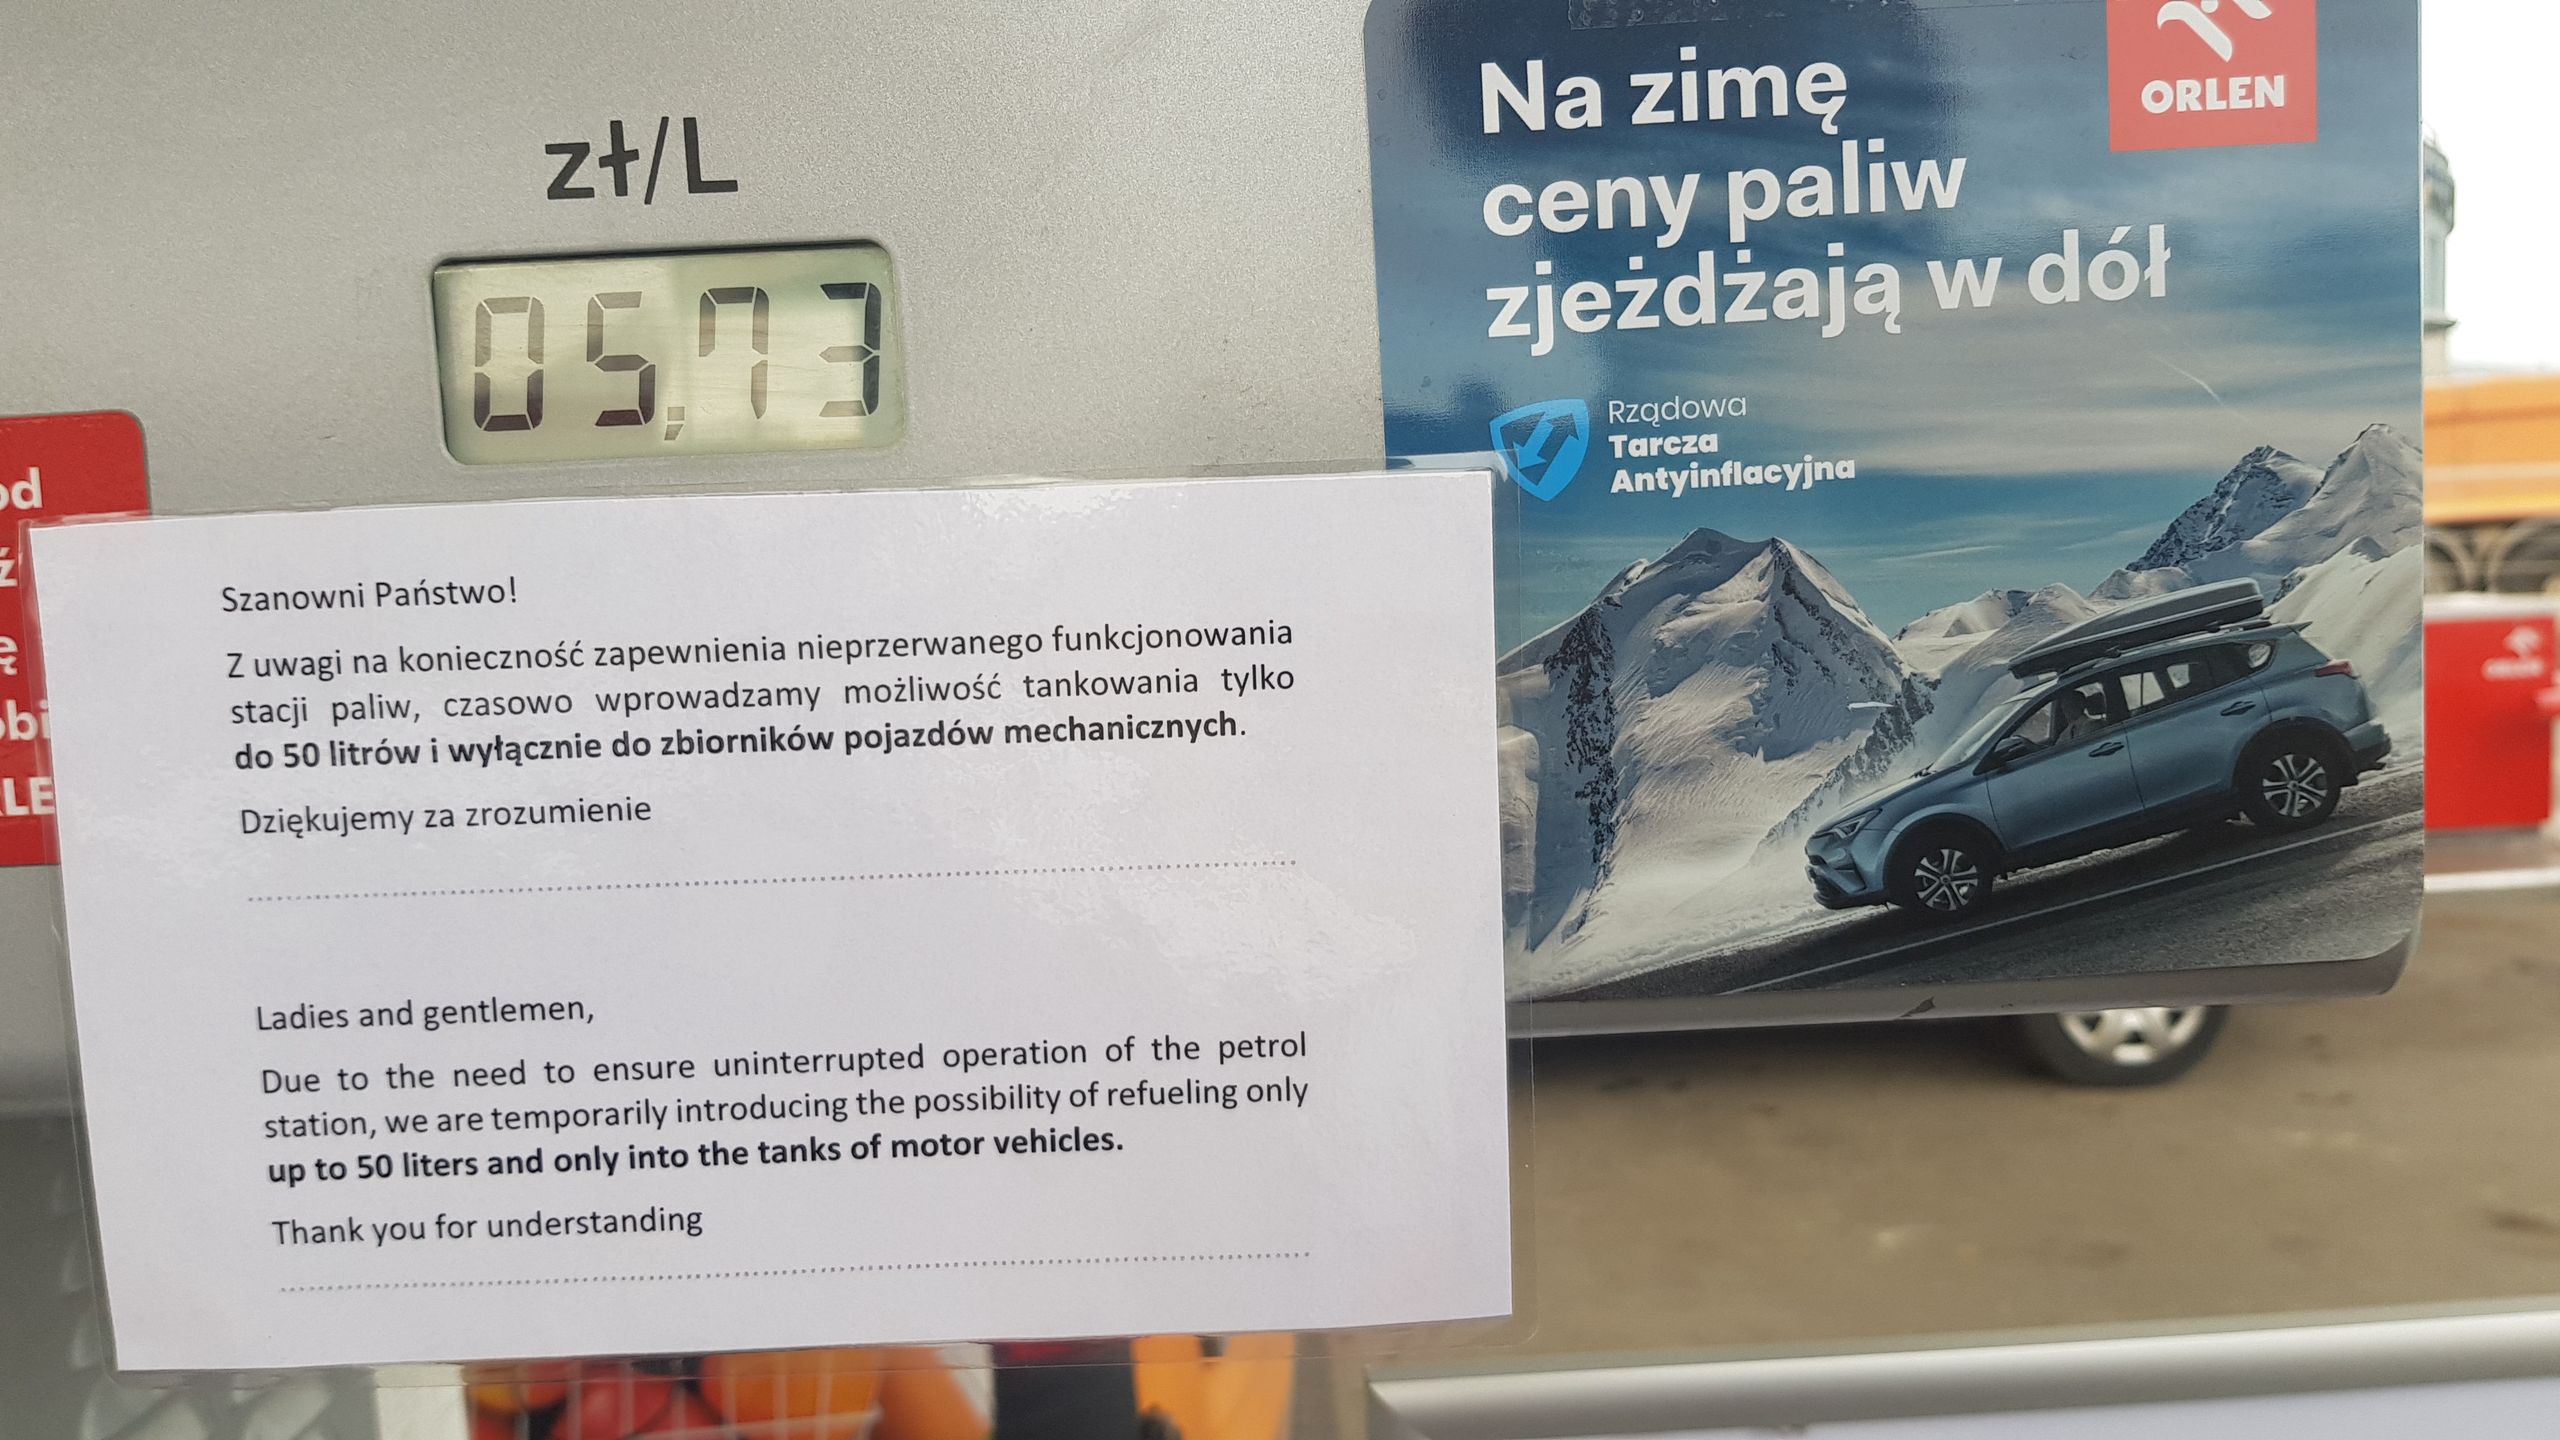 zł/L
05,73
od
ź
ę
obi
LE
Szanowni Państwo!
Z uwagi na konieczność zapewnienia nieprzerwanego funkcjonowania
stacji paliw, czasowo wprowadzamy możliwość tankowania tylko
do 50 litrów i wyłącznie do zbiorników pojazdów mechanicznych.
Dziękujemy za zrozumienie
Ladies and gentlemen,
Due to the need to ensure uninterrupted operation of the petrol
station, we are temporarily introducing the possibility of refueling only
up to 50 liters and only into the tanks of motor vehicles.
Thank you for understanding
ORLEN
Na zimę
ceny paliw
zjeżdżają w dół
Rządowa
Tarcza
Antyinflacyjna
ORLEN